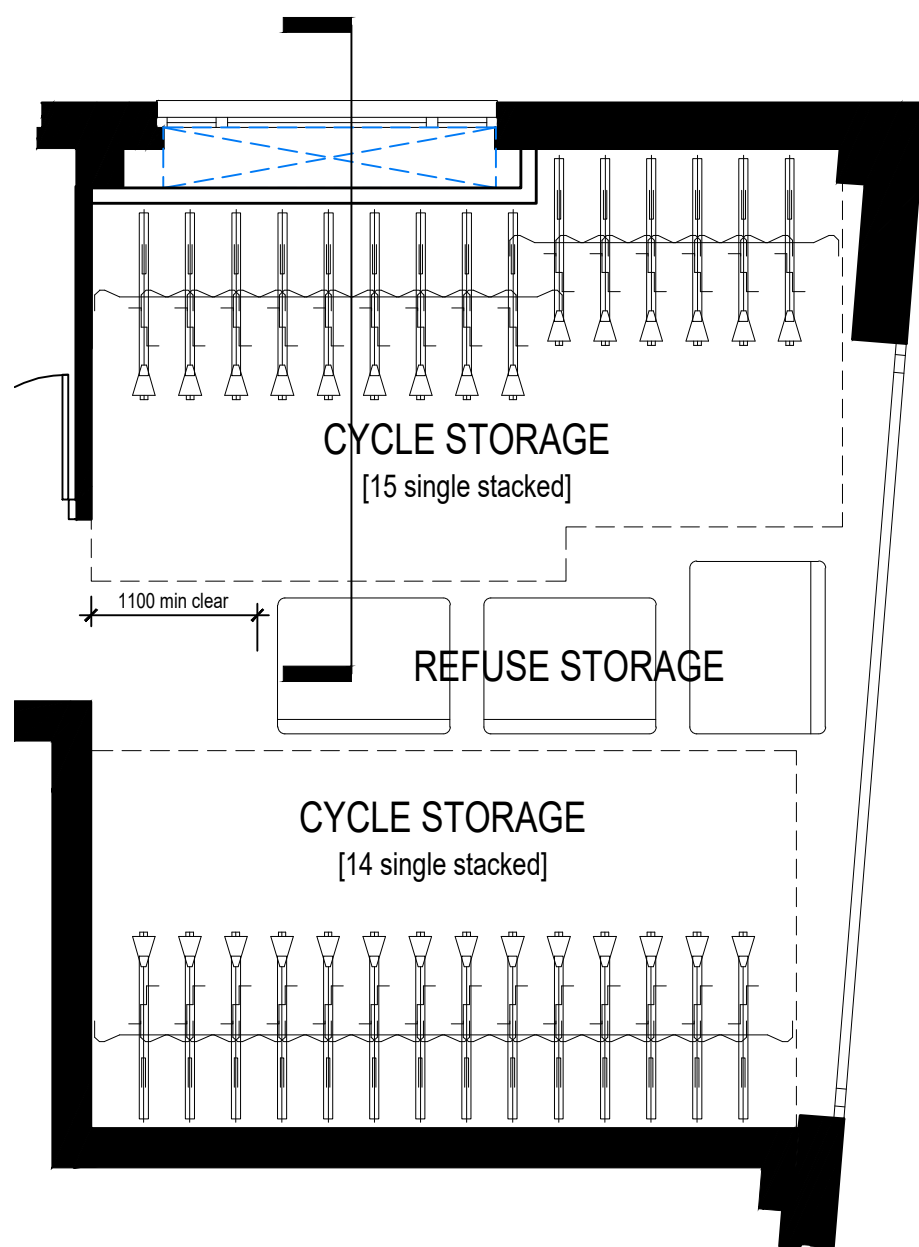 CYCLE STORAGE
[15 single stacked]
1100 min clear
REFUSE STORAGE
CYCLE STORAGE
[14 single stacked]